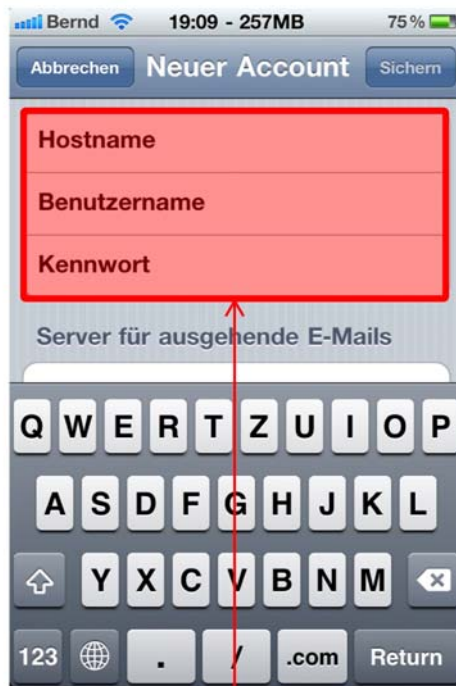 Bernd 19:09 - 257MB 75 %
Abbrechen Neuer Account Sichern
Hostname
Benutzername
Kennwort
Server für ausgehende E-Mails
Q W E R T Z U I O P
A S D F G H J K L
Y X C V B N M
123 . / .com Return